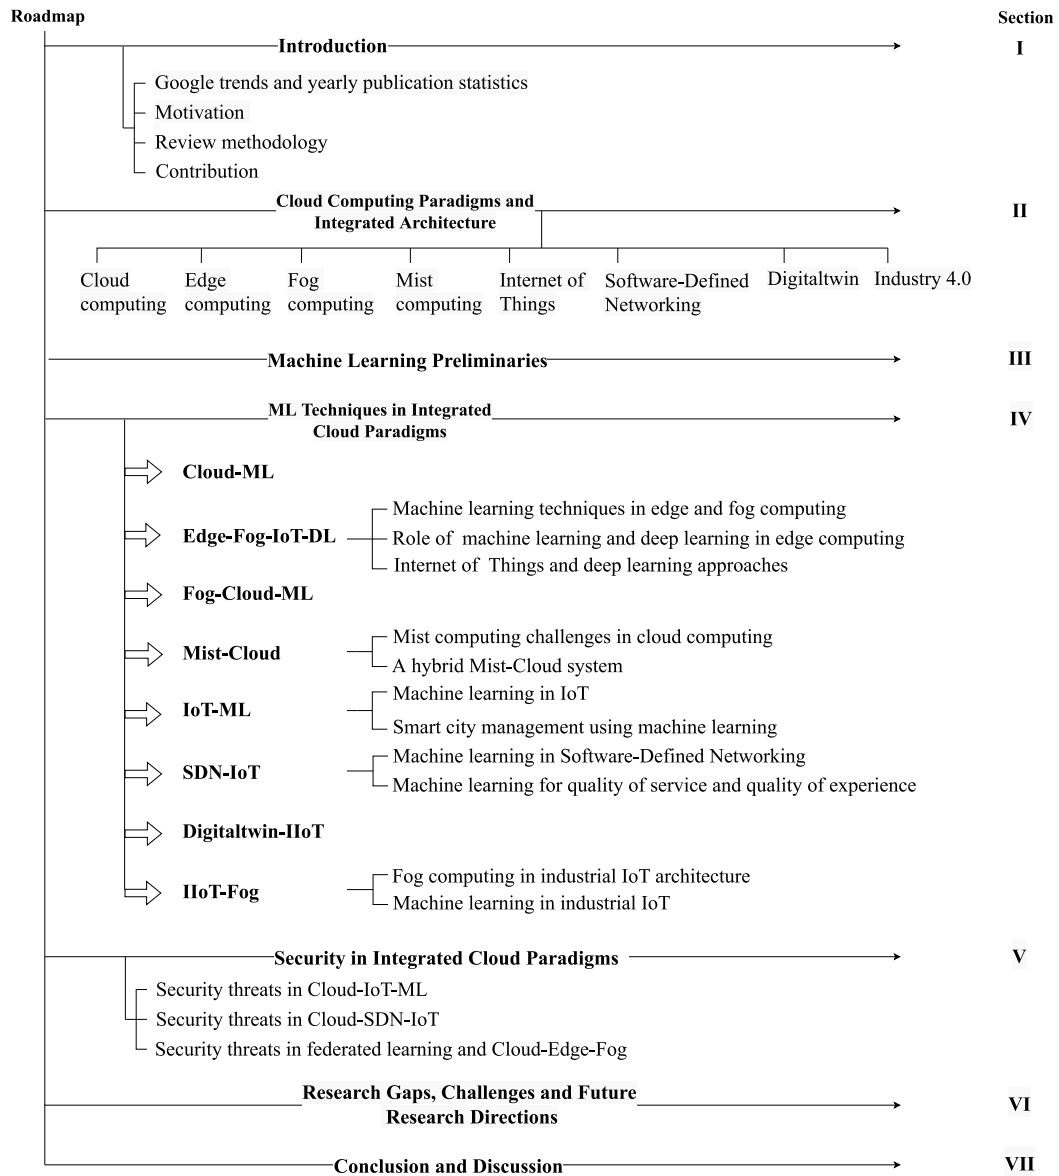 Roadmap
Section
Introduction
I
Google trends and yearly publication statistics
Motivation
Review methodology
Contribution
Cloud Computing Paradigms and
Integrated Architecture
II
Cloud
computing
Edge
computing
Fog
computing
Mist
computing
Internet of
Things
Software-Defined
Networking
Digitaltwin
Industry 4.0
Machine Learning Preliminaries
III
ML Techniques in Integrated
Cloud Paradigms
IV
Cloud-ML
Edge-Fog-IoT-DL
Machine learning techniques in edge and fog computing
Role of machine learning and deep learning in edge computing
Internet of Things and deep learning approaches
Fog-Cloud-ML
Mist-Cloud
Mist computing challenges in cloud computing
A hybrid Mist-Cloud system
IoT-ML
Machine learning in IoT
Smart city management using machine learning
SDN-IoT
Machine learning in Software-Defined Networking
Machine learning for quality of service and quality of experience
Digitaltwin-IIoT
IIoT-Fog
Fog computing in industrial IoT architecture
Machine learning in industrial IoT
Security in Integrated Cloud Paradigms
V
Security threats in Cloud-IoT-ML
Security threats in Cloud-SDN-IoT
Security threats in federated learning and Cloud-Edge-Fog
Research Gaps, Challenges and Future
Research Directions
VI
Conclusion and Discussion
VII